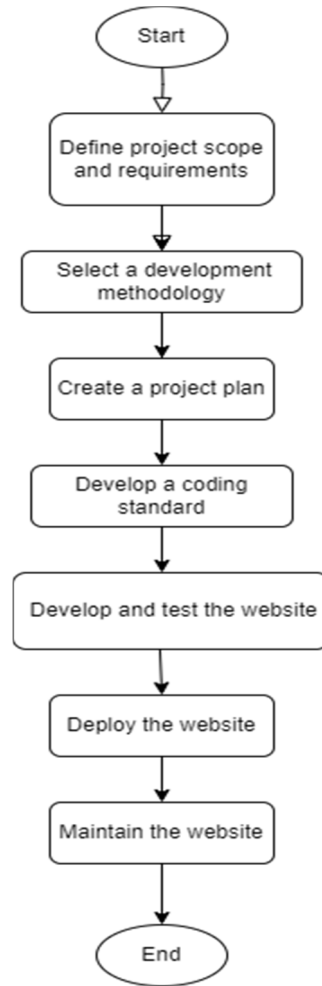 Start
Define project scope
and requirements
Select a development
methodology
Create a project plan
Develop a coding
standard
Develop and test the website
Deploy the website
Maintain the website
End